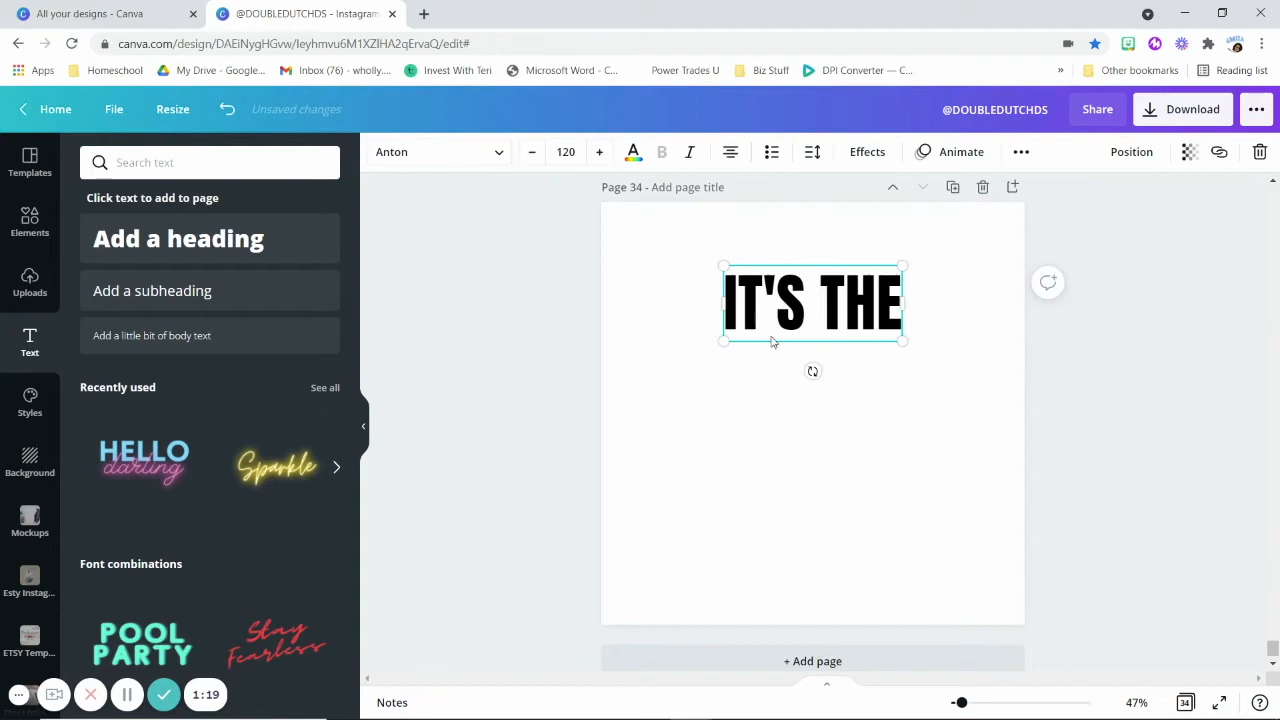 All your designs - Canva
@DOUBLEDUTCHDS - Instagram
canva.com/design/DAEiNygHGvw/Ieyhmvu6M1XZIHA2qErvaQ/edit#
Apps
Homeschool
My Drive - Google...
Inbox (76) - wholly....
Invest With Teri
Microsoft Word - C...
Power Trades U
Biz Stuff
DPI Converter — C...
»
Other bookmarks
Reading list
Home
File
Resize
Unsaved changes
@DOUBLEDUTCHDS
Share
Download
Templates
Elements
Uploads
Text
Styles
Background
Mockups
Esty Instag...
ETSY Temp...
Search text
Click text to add to page
Add a heading
Add a subheading
Add a little bit of body text
Recently used
See all
HELLO
darling
Sparkle
Font combinations
POOL
PARTY
Stay
Fearless
Anton
120
A
B
I
Effects
Animate
Position
Page 34 - Add page title
IT'S THE
+ Add page
1:19
Notes
47%
34